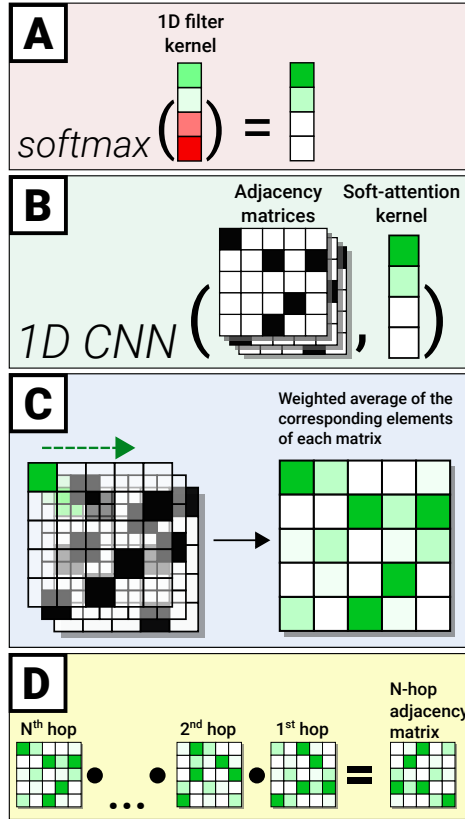 A
1D filter
kernel
softmax ( ) =
B
Adjacency
matrices
Soft-attention
kernel
1D CNN ( , )
C
Weighted average of the
corresponding elements
of each matrix
D
Nth hop
2nd hop
1st hop
N-hop
adjacency
matrix
• ... • • =